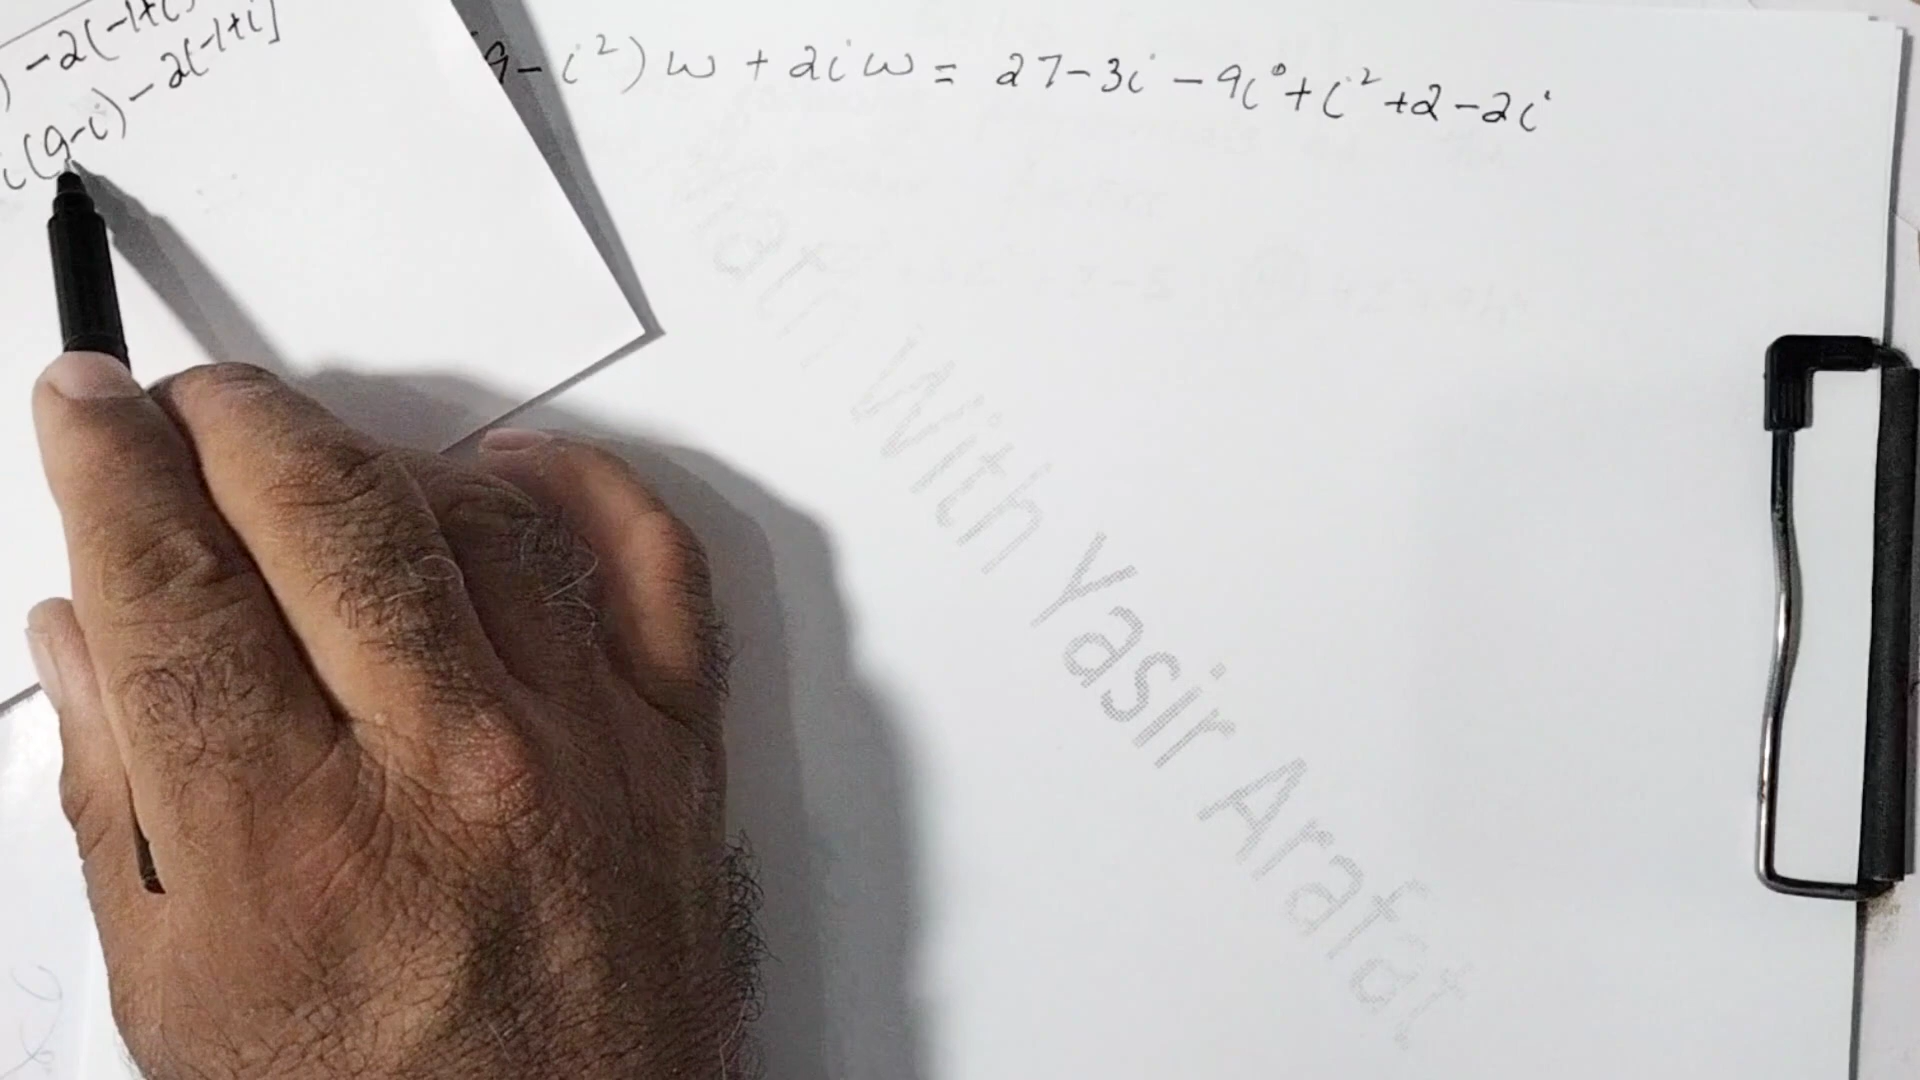 ) -2(-1+i)
i(9-i) -2(-1+i]
9-i²)w + 2iw = 27-3i -9i+i²+2-2i
Math With Yasir Arafat